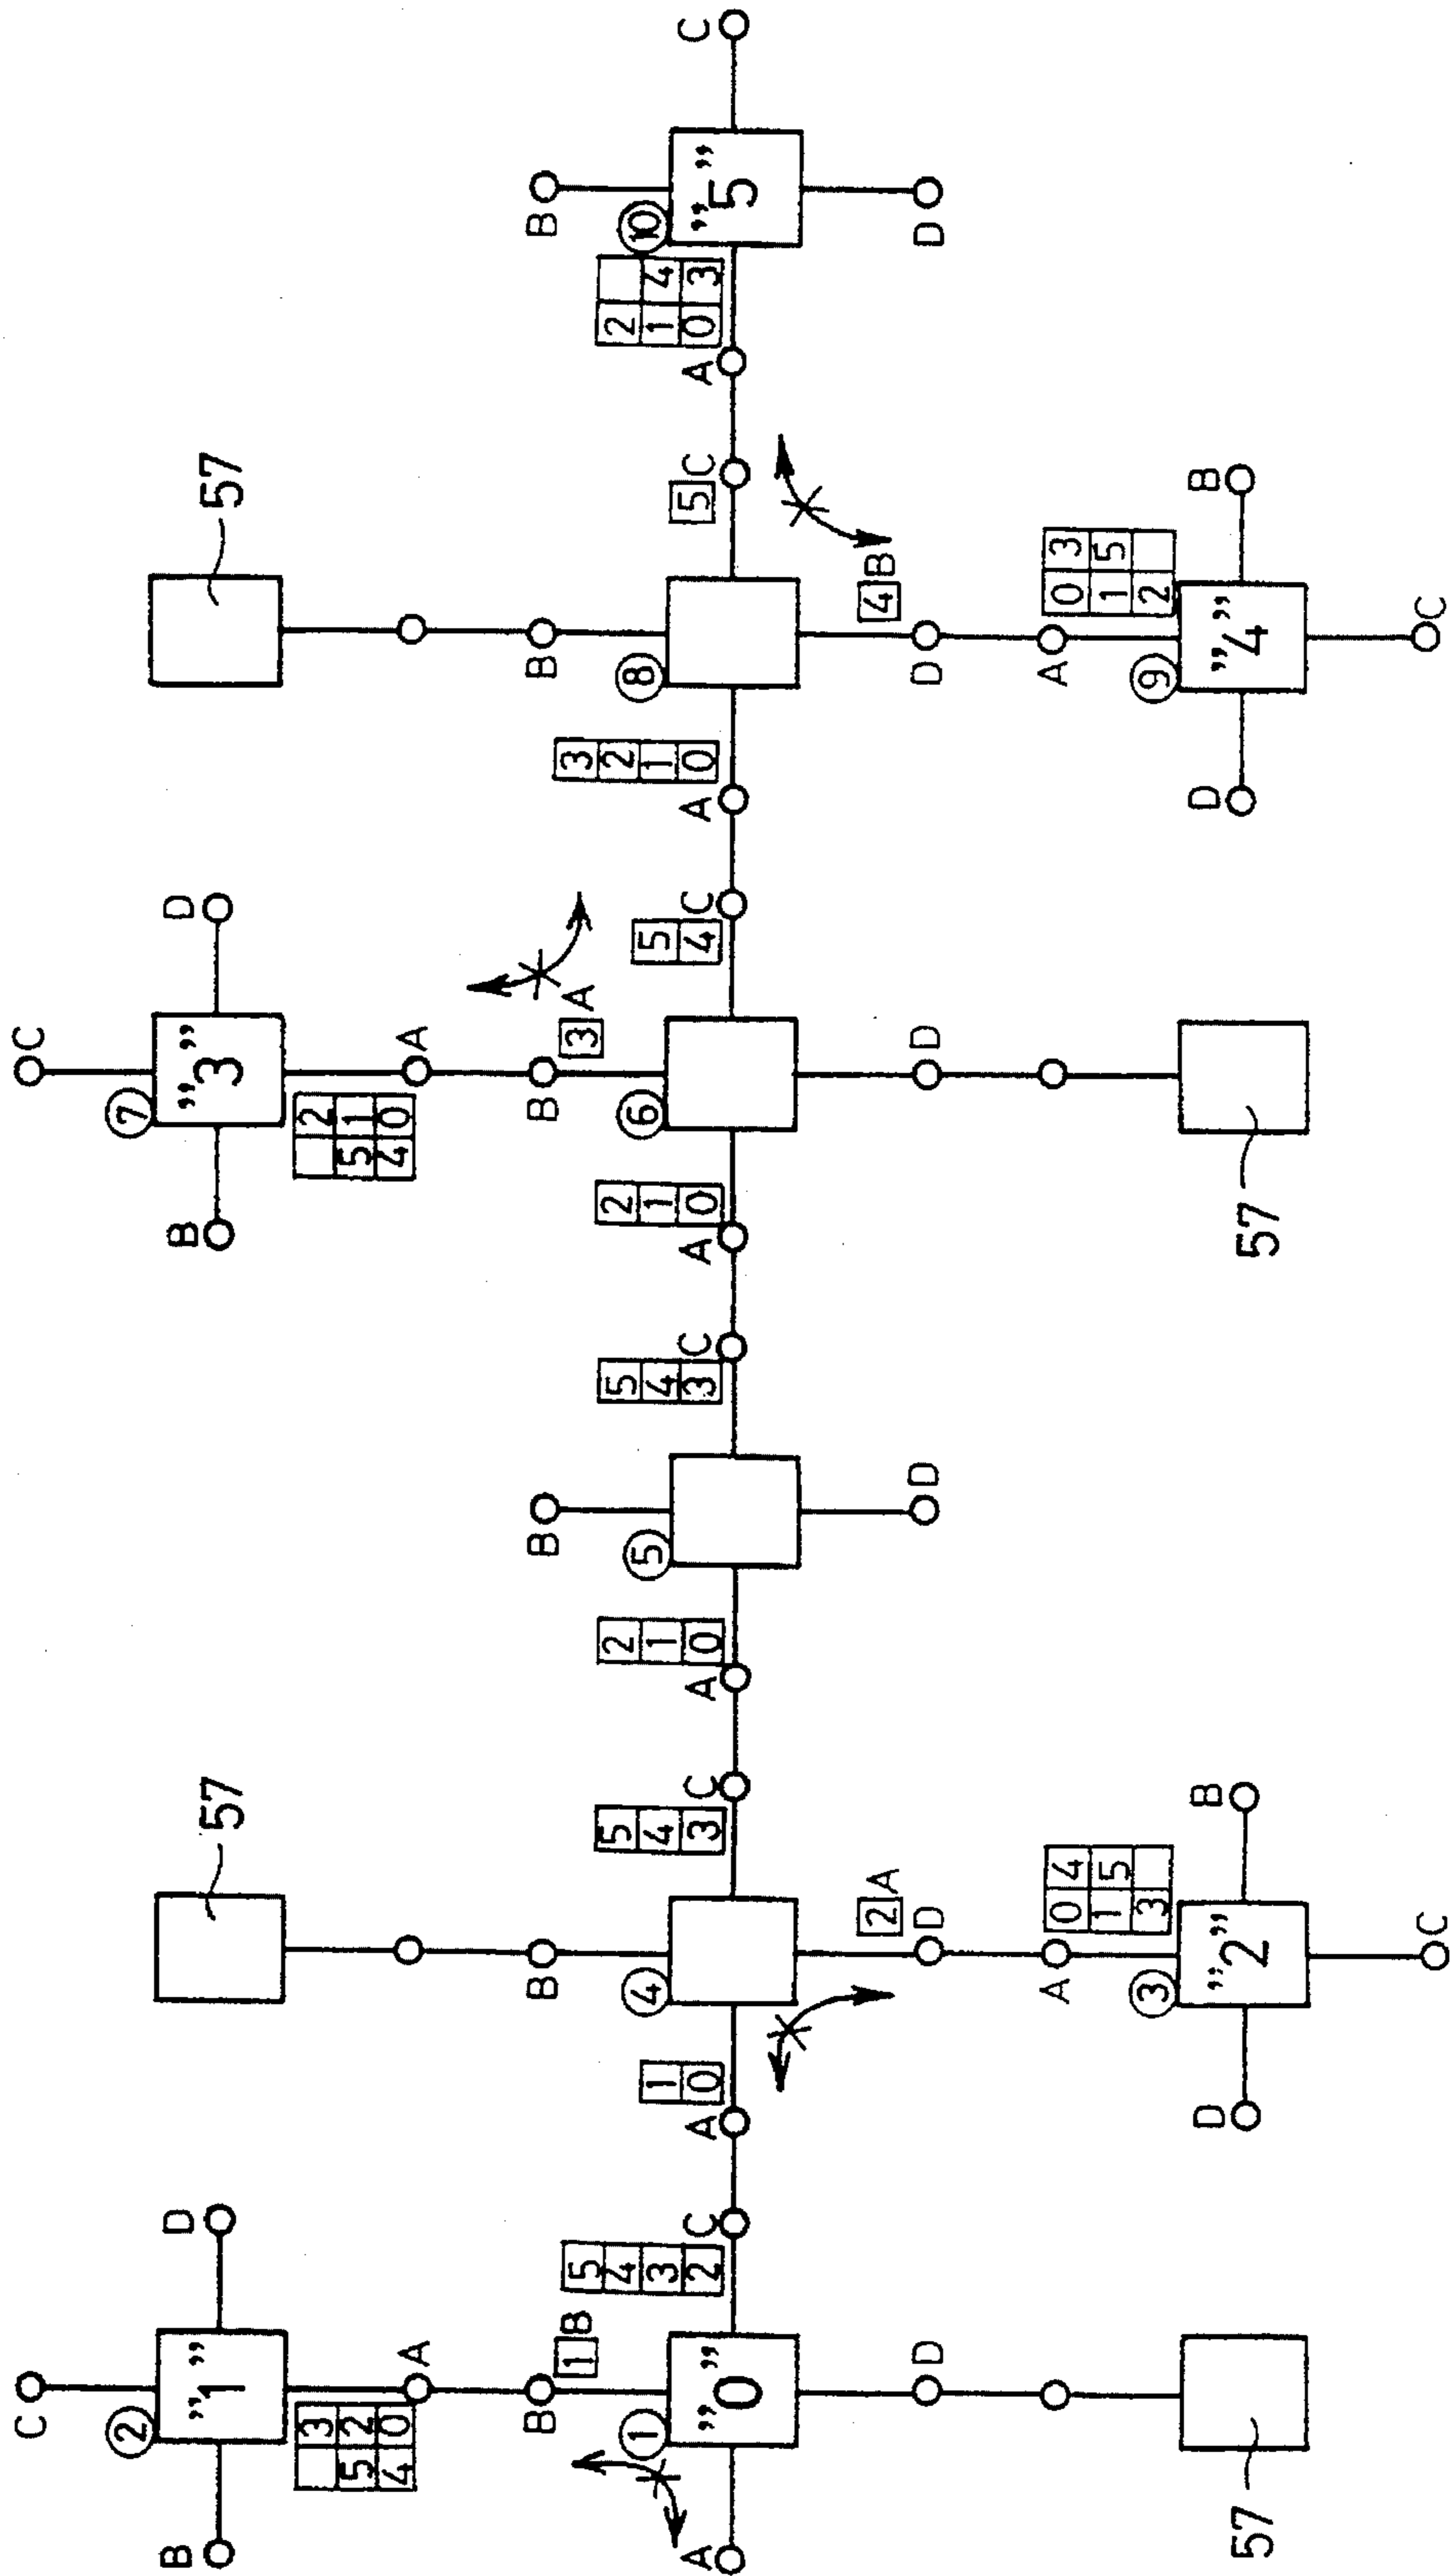 C
B
②
"1"
D
3
5 2
4 0
A
B
1 B
①
"0"
A
5
4
3
2
C
D
57
57
B
④
1
0
A
5
4
3
C
2 A
D
0 4
1 5
3
A
③
"2"
D
B
C
B
⑤
2
1
0
A
5
4
3
C
D
C
B
⑦
"3"
D
2
5 1
4 0
A
B
3 A
⑥
2
1
0
A
5
4
C
D
57
57
B
⑧
3
2
1
0
A
5
C
4 B
D
0 3
1 5
2
A
⑨
"4"
D
B
C
B
⑩
2
1 4
0 3
A
"5"
C
D